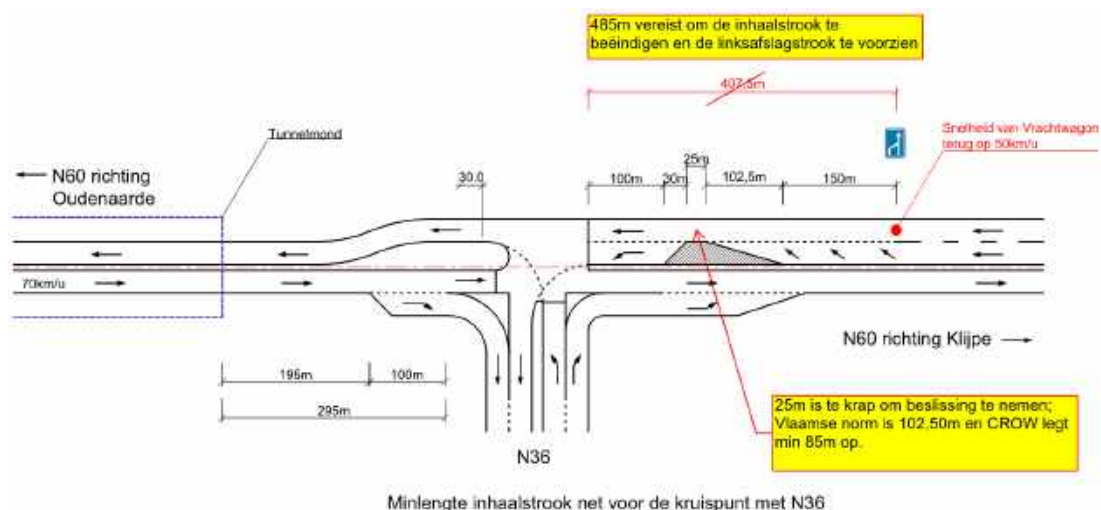 485m vereist om de inhaalstrook te
beëindigen en de linksafslagstrook te voorzien
407,5m
Tunnelmond
Snelheid van Vrachtwagon
terug op 50km/u
← N60 richting
Oudenaarde
30.0
25m
100m
30m
102,5m
150m
70km/u
N60 richting Klijpe →
195m
100m
295m
25m is te krap om beslissing te nemen;
Vlaamse norm is 102,50m en CROW legt
min 85m op.
N36
Minlengte inhaalstrook net voor de kruispunt met N36